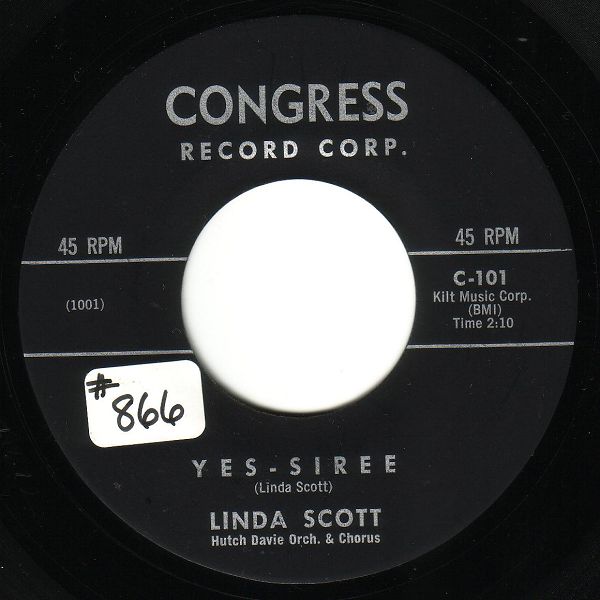 CONGRESS
RECORD CORP.
45 RPM
45 RPM
(1001)
C-101
Kilt Music Corp.
(BMI)
Time 2:10
#
866
YES-SIREE
(Linda Scott)
LINDA SCOTT
Hutch Davie Orch. & Chorus